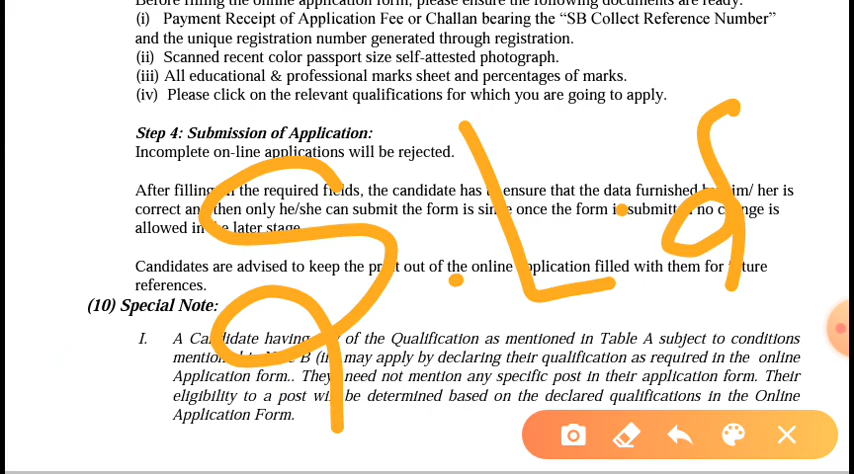 Before filling the online application form, please ensure the following documents are ready:
(i) Payment Receipt of Application Fee or Challan bearing the “SB Collect Reference Number”
and the unique registration number generated through registration.
(ii) Scanned recent color passport size self-attested photograph.
(iii) All educational & professional marks sheet and percentages of marks.
(iv) Please click on the relevant qualifications for which you are going to apply.
Step 4: Submission of Application:
Incomplete on-line applications will be rejected.
After filling the required fields, the candidate has ensure that the data furnished him/ her is
correct and then only he/she can submit the form is since once the form is submitted no change is
allowed in later stage
Candidates are advised to keep the print out of the online application filled with them for future
references.
(10) Special Note:
I. A Candidate having of the Qualification as mentioned in Table A subject to conditions
B may apply by declaring their qualification as required in the online
Application form.. They need not mention any specific post in their application form. Their
eligibility to a post will be determined based on the declared qualifications in the Online
Application Form.